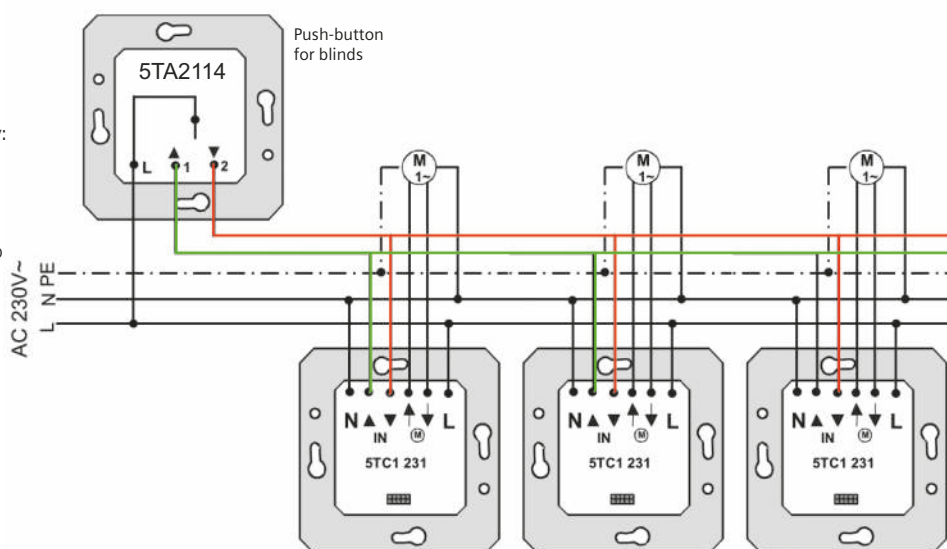 Push-button
for blinds
5TA2114
L
1
2
M
1~
M
1~
M
1~
AC 230V~
PE
N
L
N
IN
M
L
5TC1 231
N
IN
M
L
5TC1 231
N
IN
M
L
5TC1 231